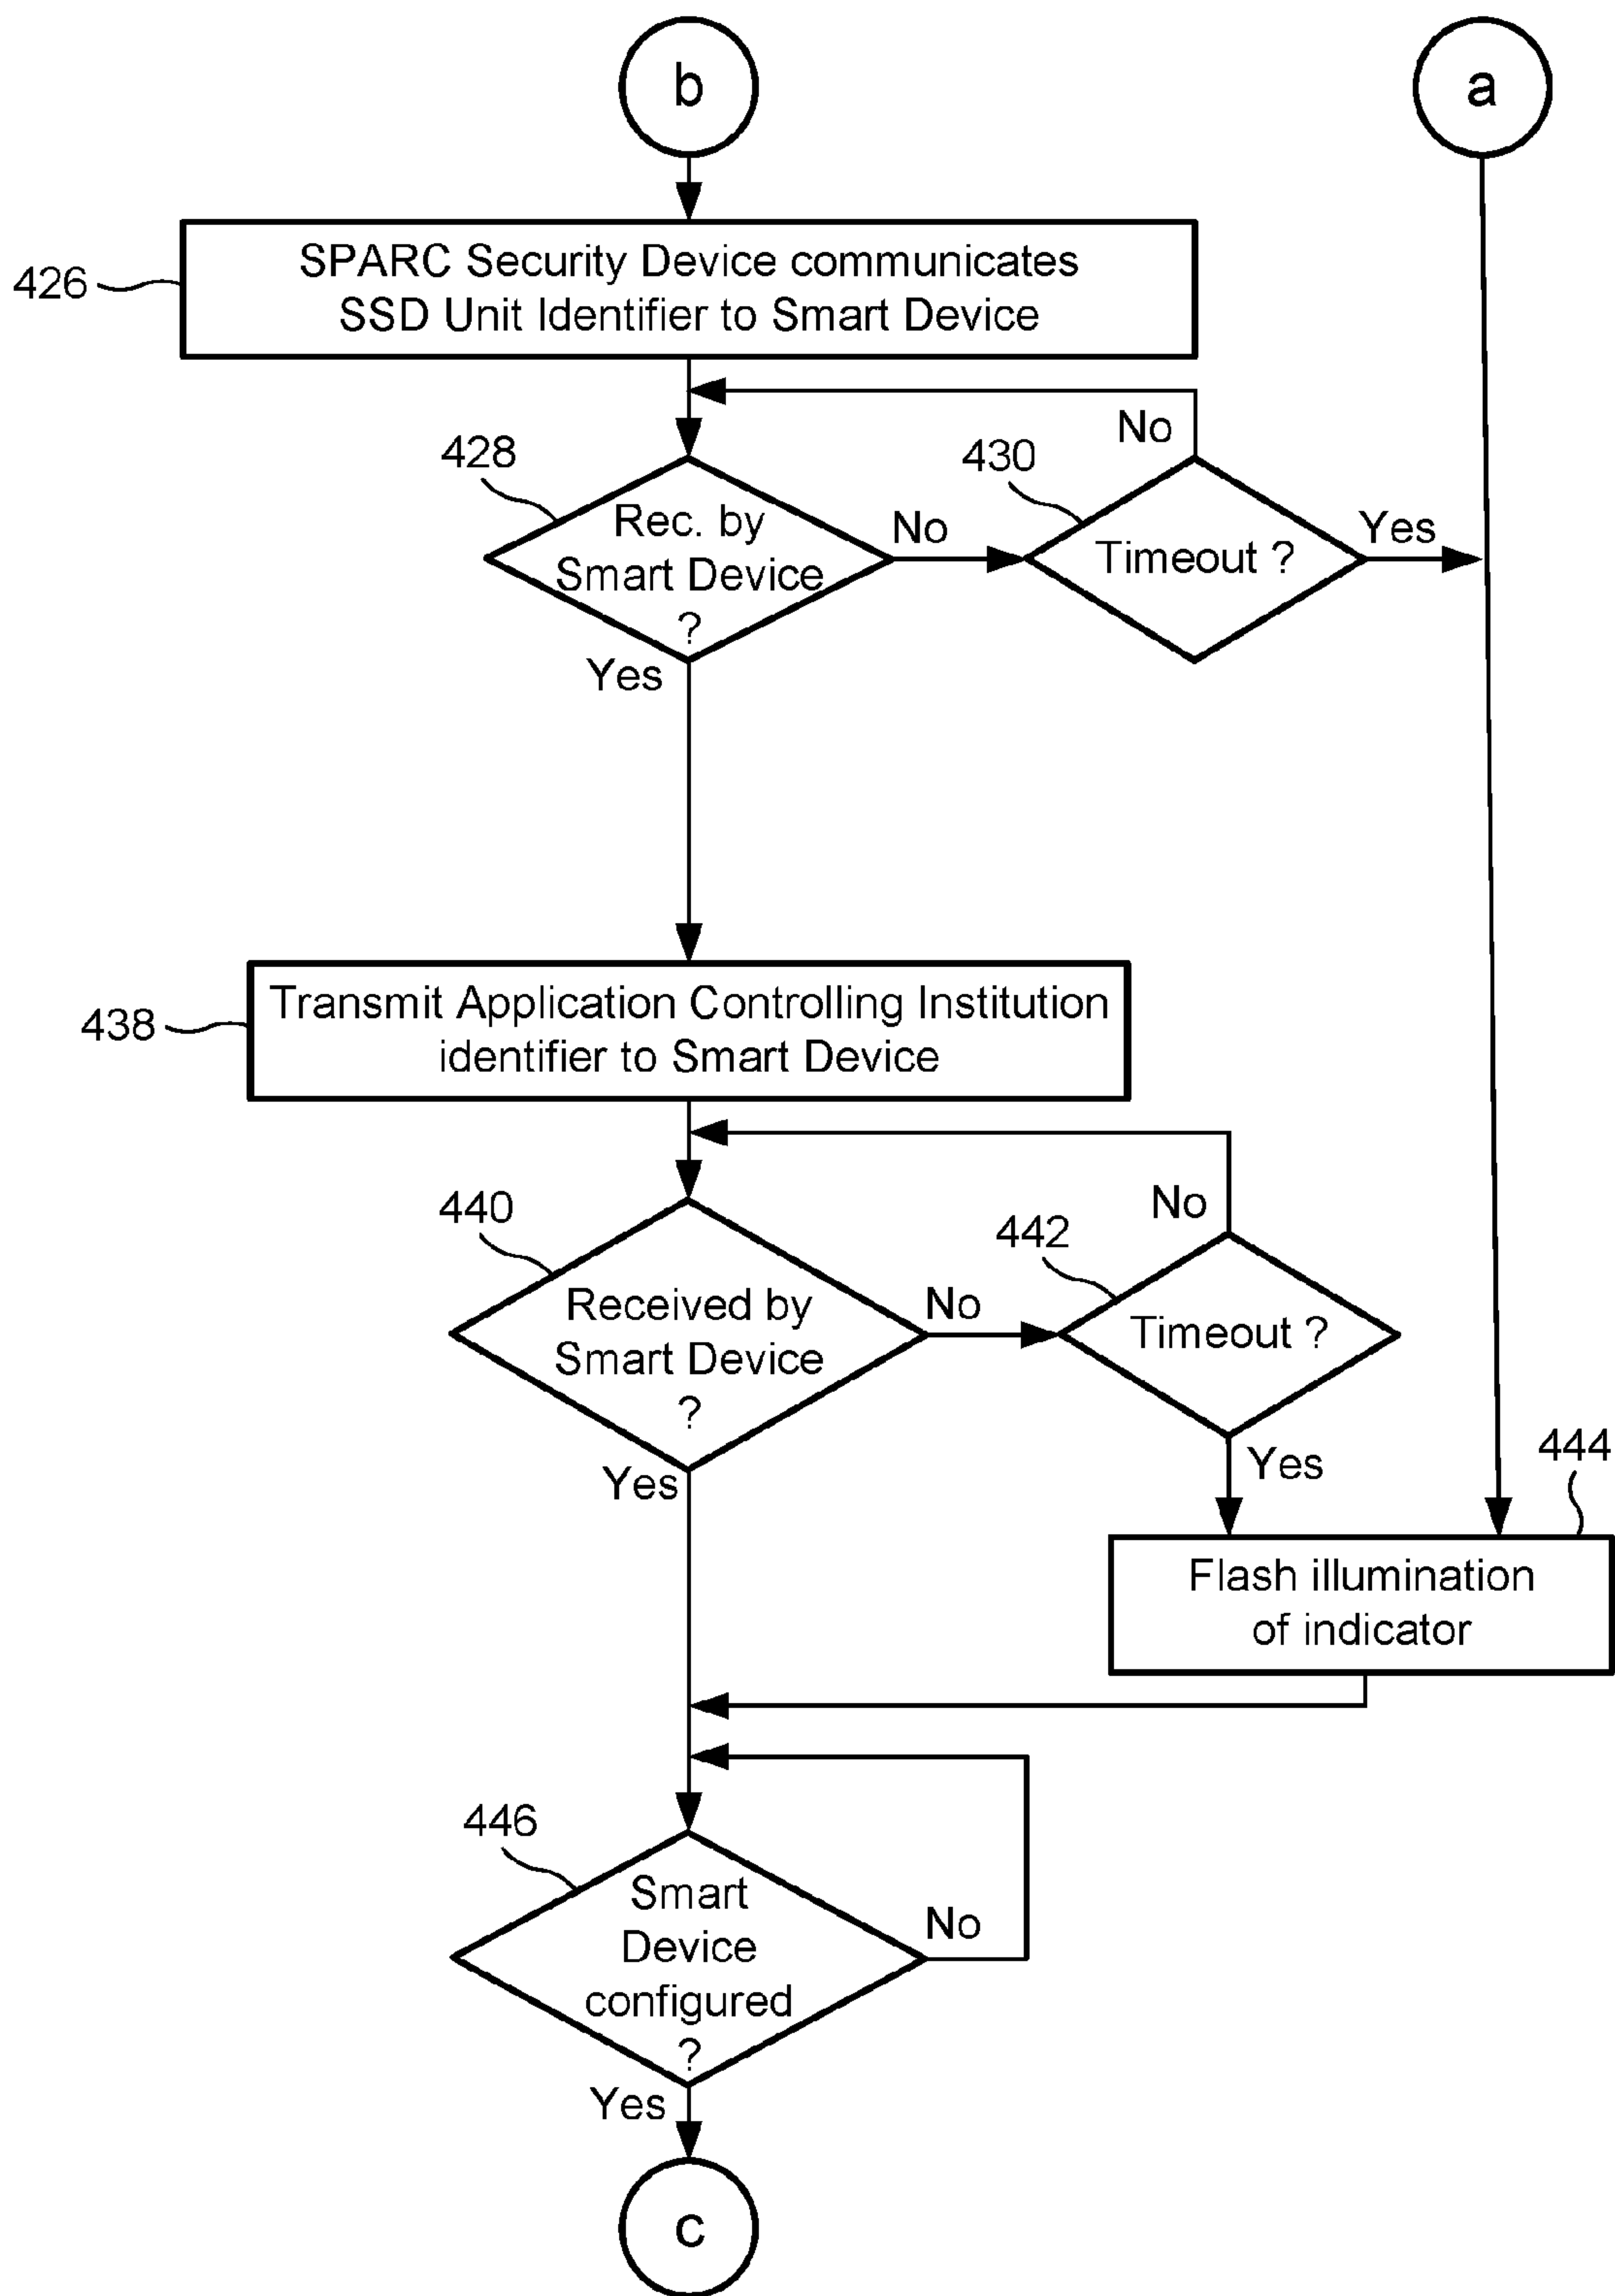 b
a
426
SPARC Security Device communicates
SSD Unit Identifier to Smart Device
No
428
430
Rec. by
Smart Device
?
No
Timeout ?
Yes
Yes
438
Transmit Application Controlling Institution
identifier to Smart Device
440
No
442
Received by
Smart Device
?
No
Timeout ?
Yes
Yes
444
Flash illumination
of indicator
446
Smart
Device
configured
?
No
Yes
c